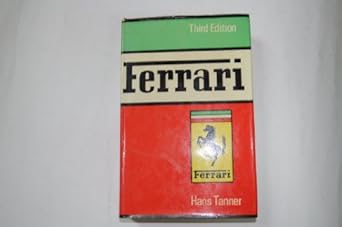 Third Edition
Ferrari
Ferrari
Hans Tanner